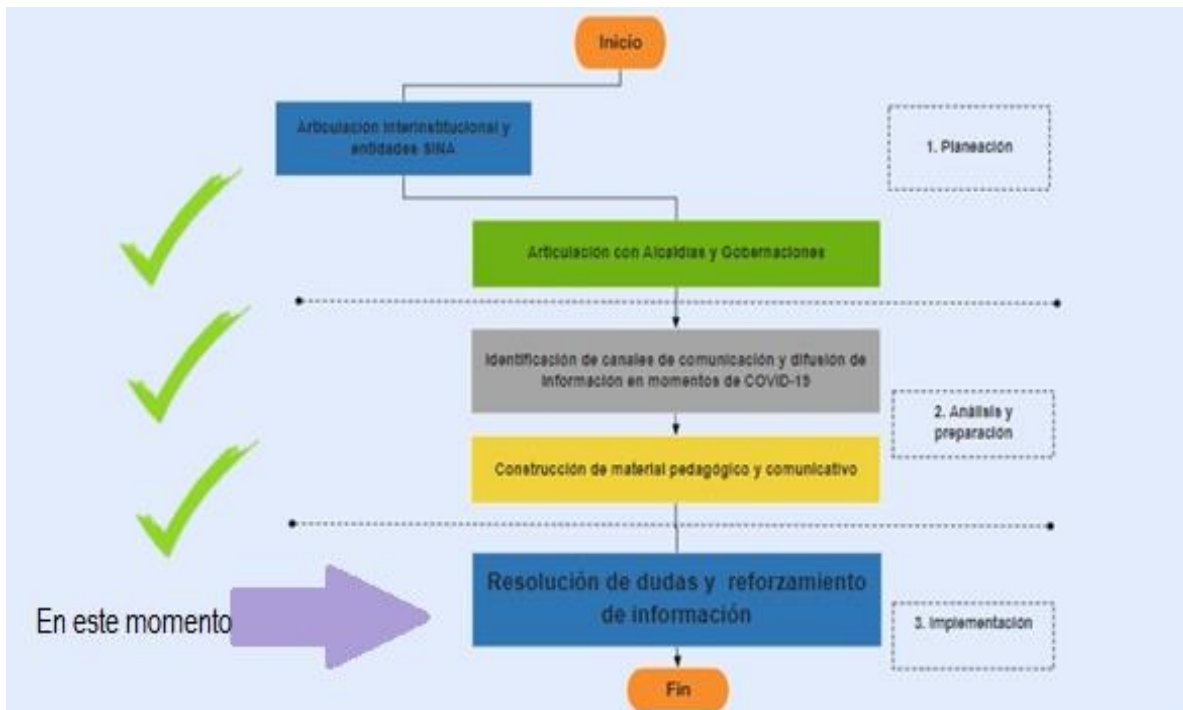 Inicio
Articulación Interinstitucional y
entidades SINA
1. Planeación
Articulación con Alcaldías y Gobernaciones
Identificación de canales de comunicación y difusión de
Información en momentos de COVID-19
2. Análisis y
preparación
Construcción de material pedagógico y comunicativo
Resolución de dudas y reforzamiento
de información
En este momento
3. Implementación
Fin